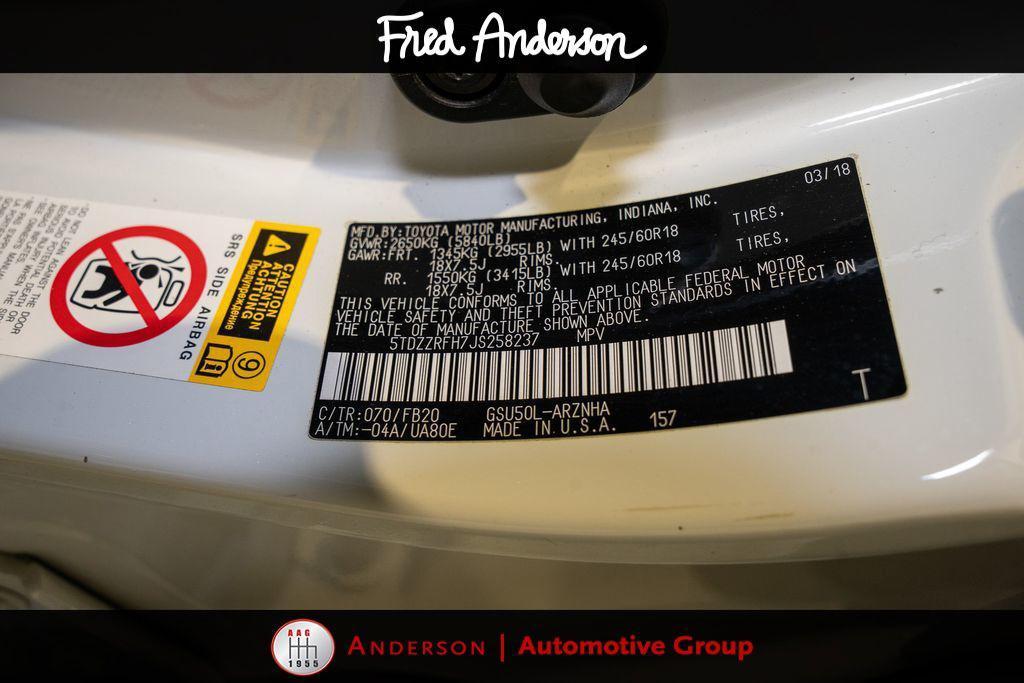 Fred Anderson
03/18
MFD.BY:TOYOTA MOTOR MANUFACTURING, INDIANA, INC.
GVWR:2650KG (5840LB)
GAWR:FRT. 1345KG (2955LB) WITH 245/60R18 TIRES,
18X7.5J RIMS.
RR. 1550KG (3415LB) WITH 245/60R18 TIRES,
18X7.5J RIMS.
THIS VEHICLE CONFORMS TO ALL APPLICABLE FEDERAL MOTOR
VEHICLE SAFETY AND THEFT PREVENTION STANDARDS IN EFFECT ON
THE DATE OF MANUFACTURE SHOWN ABOVE.
5TDZZRFH7JS258237 MPV
T
C/TR:070/FB20 GSU50L-ARZNHA 157
A/TM:-04A/UA80E MADE IN U.S.A.
CAUTION
ATTENTION
ACHTUNG
Предупреждение
9
SRS SIDE AIRBAG
AAG
1955
ANDERSON | Automotive Group